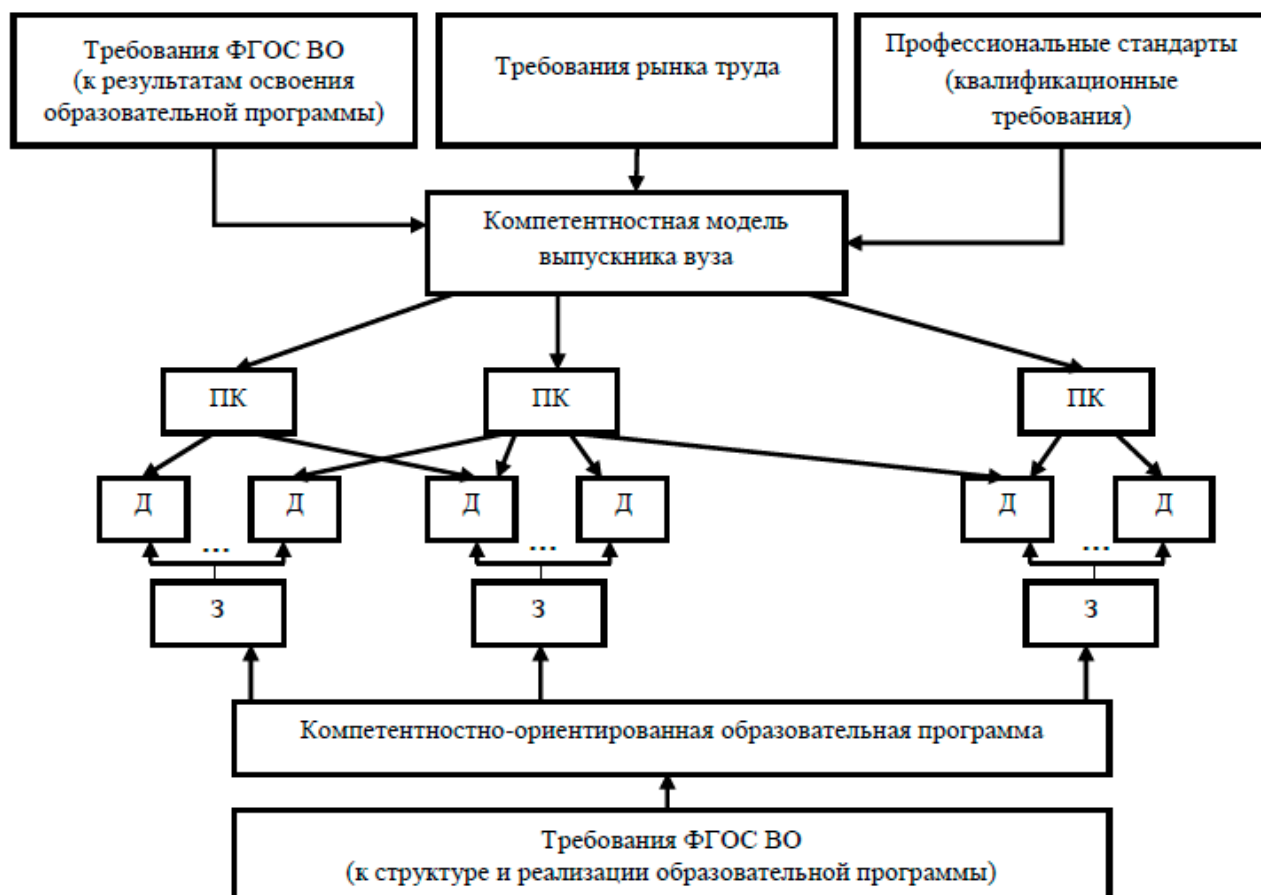 Требования ФГОС ВО
(к результатам освоения
образовательной программы)
Требования рынка труда
Профессиональные стандарты
(квалификационные
требования)
Компетентностная модель
выпускника вуза
ПК
ПК
ПК
Д
Д
Д
Д
Д
Д
...
...
...
З
З
З
Компетентностно-ориентированная образовательная программа
Требования ФГОС ВО
(к структуре и реализации образовательной программы)